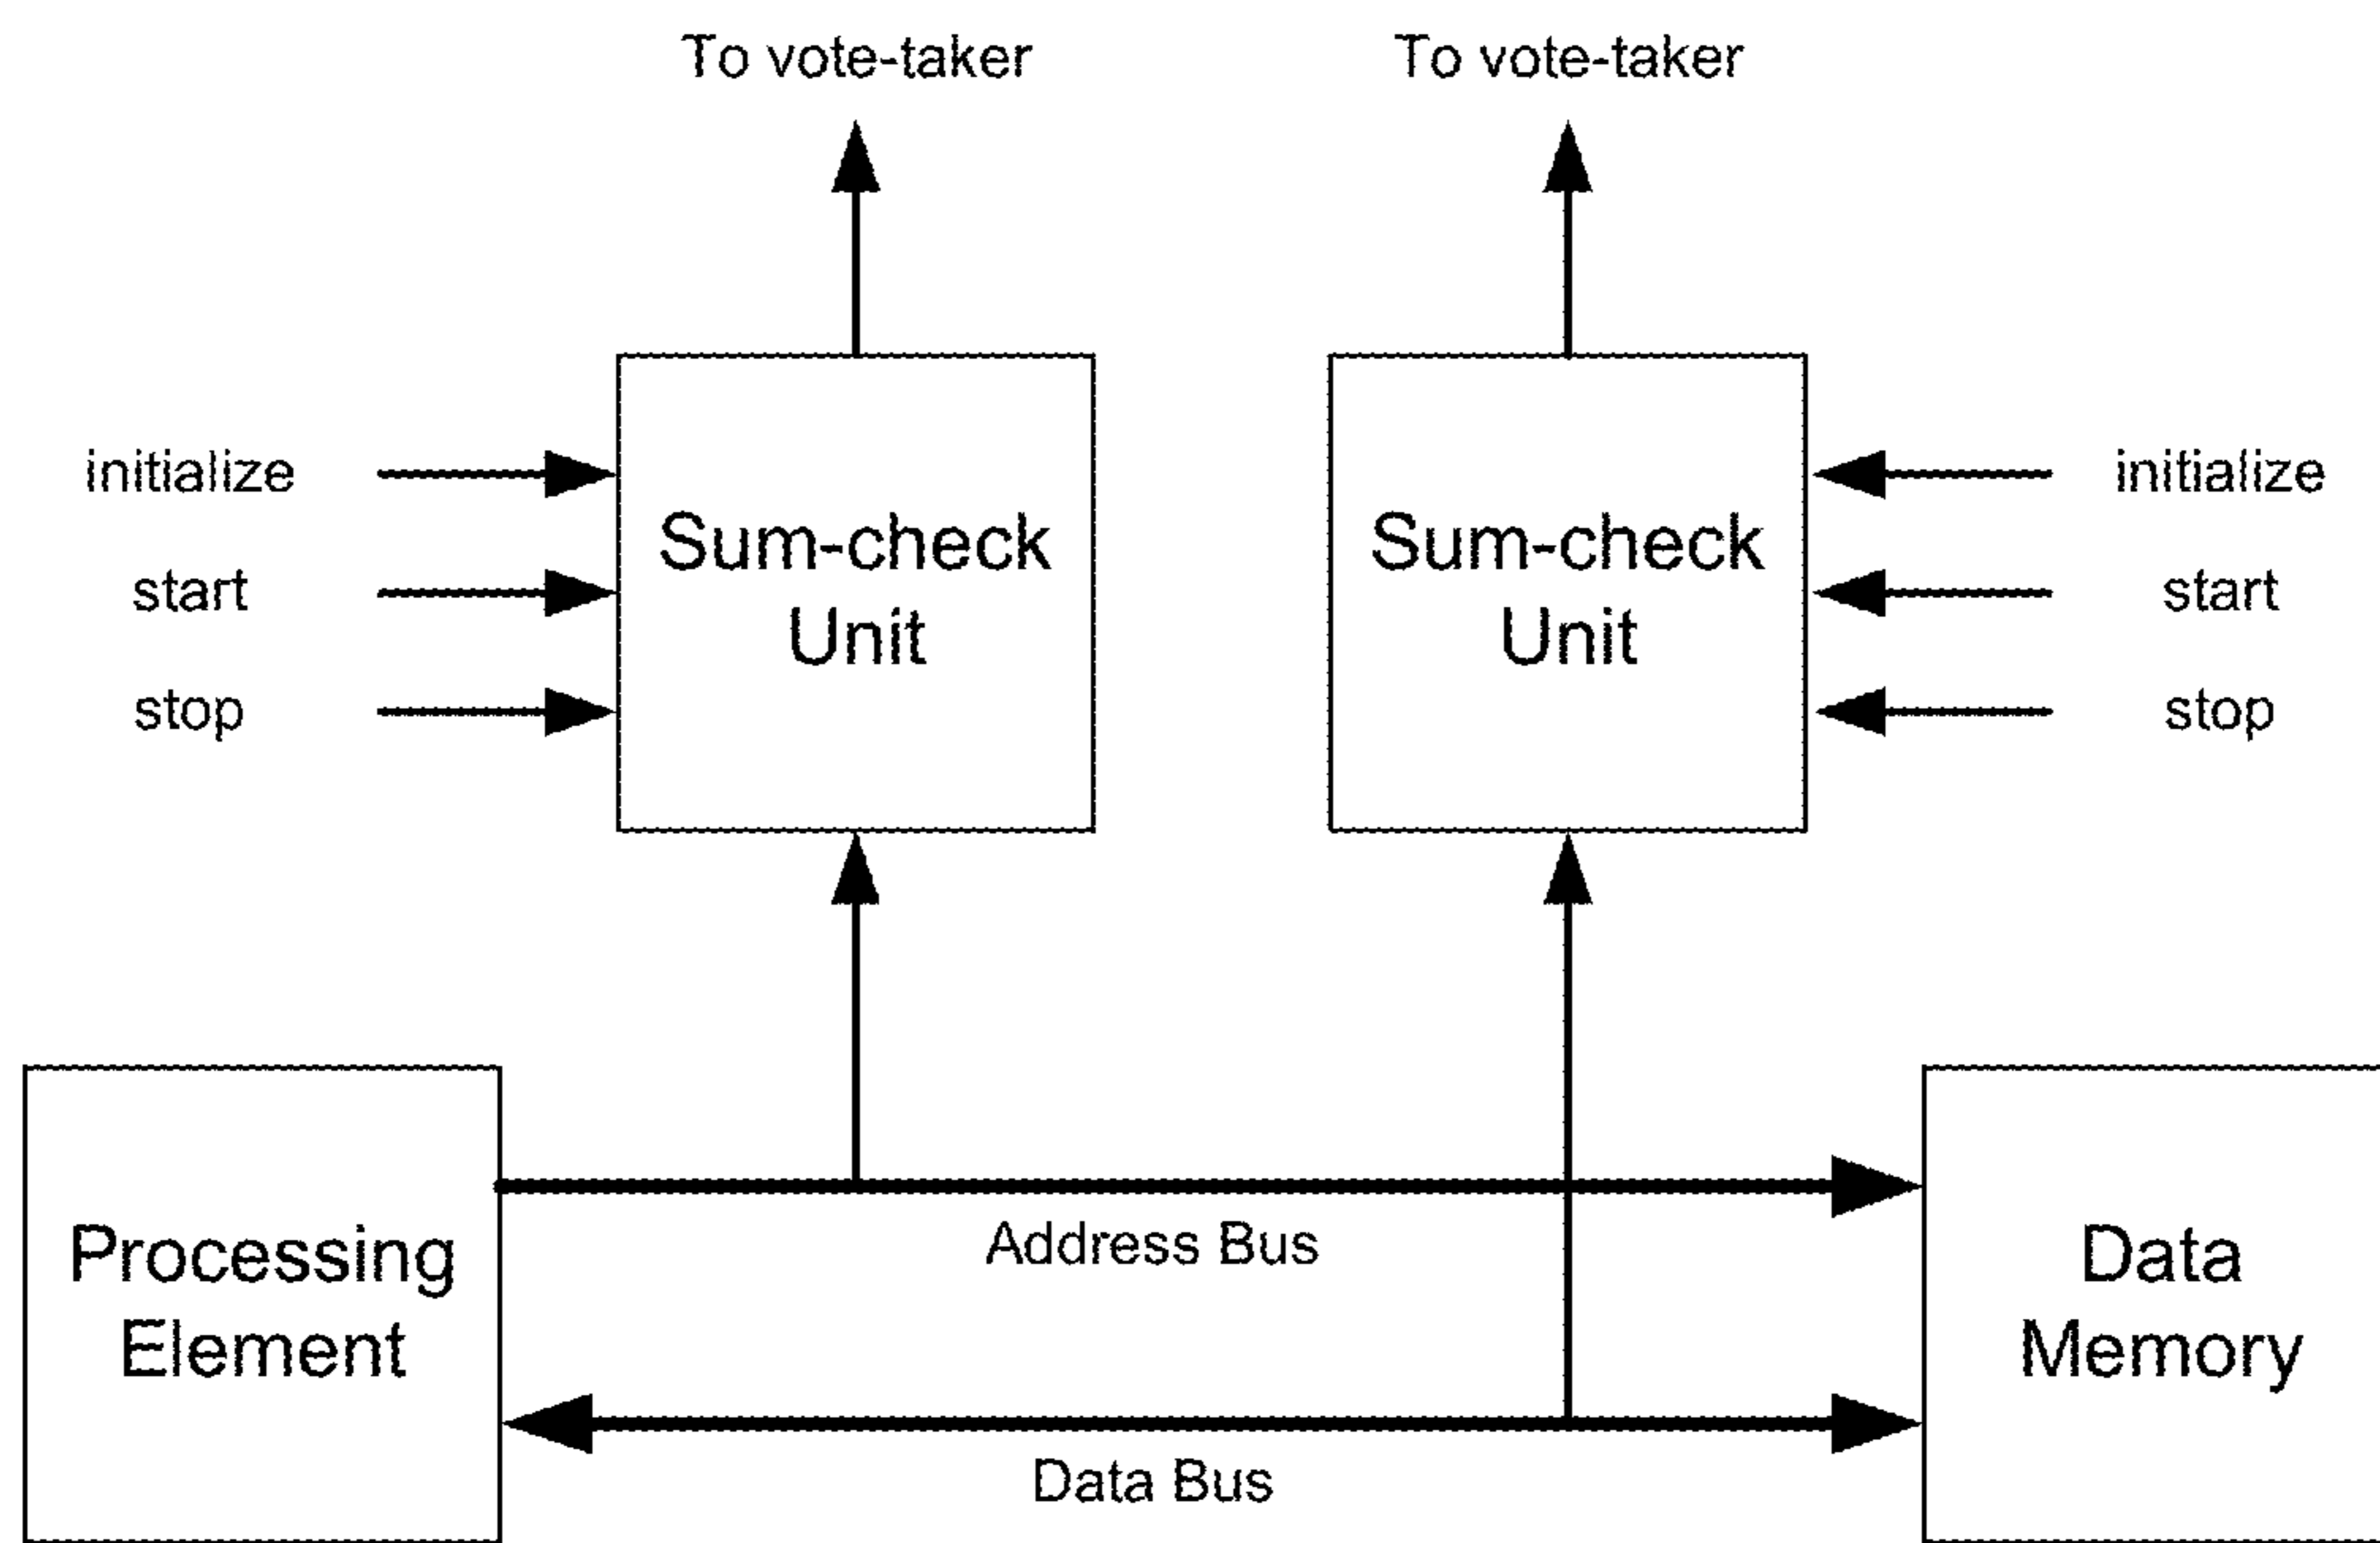 To vote-taker
To vote-taker
initialize
start
stop
Sum-check
Unit
Sum-check
Unit
initialize
start
stop
Processing
Element
Address Bus
Data Bus
Data
Memory